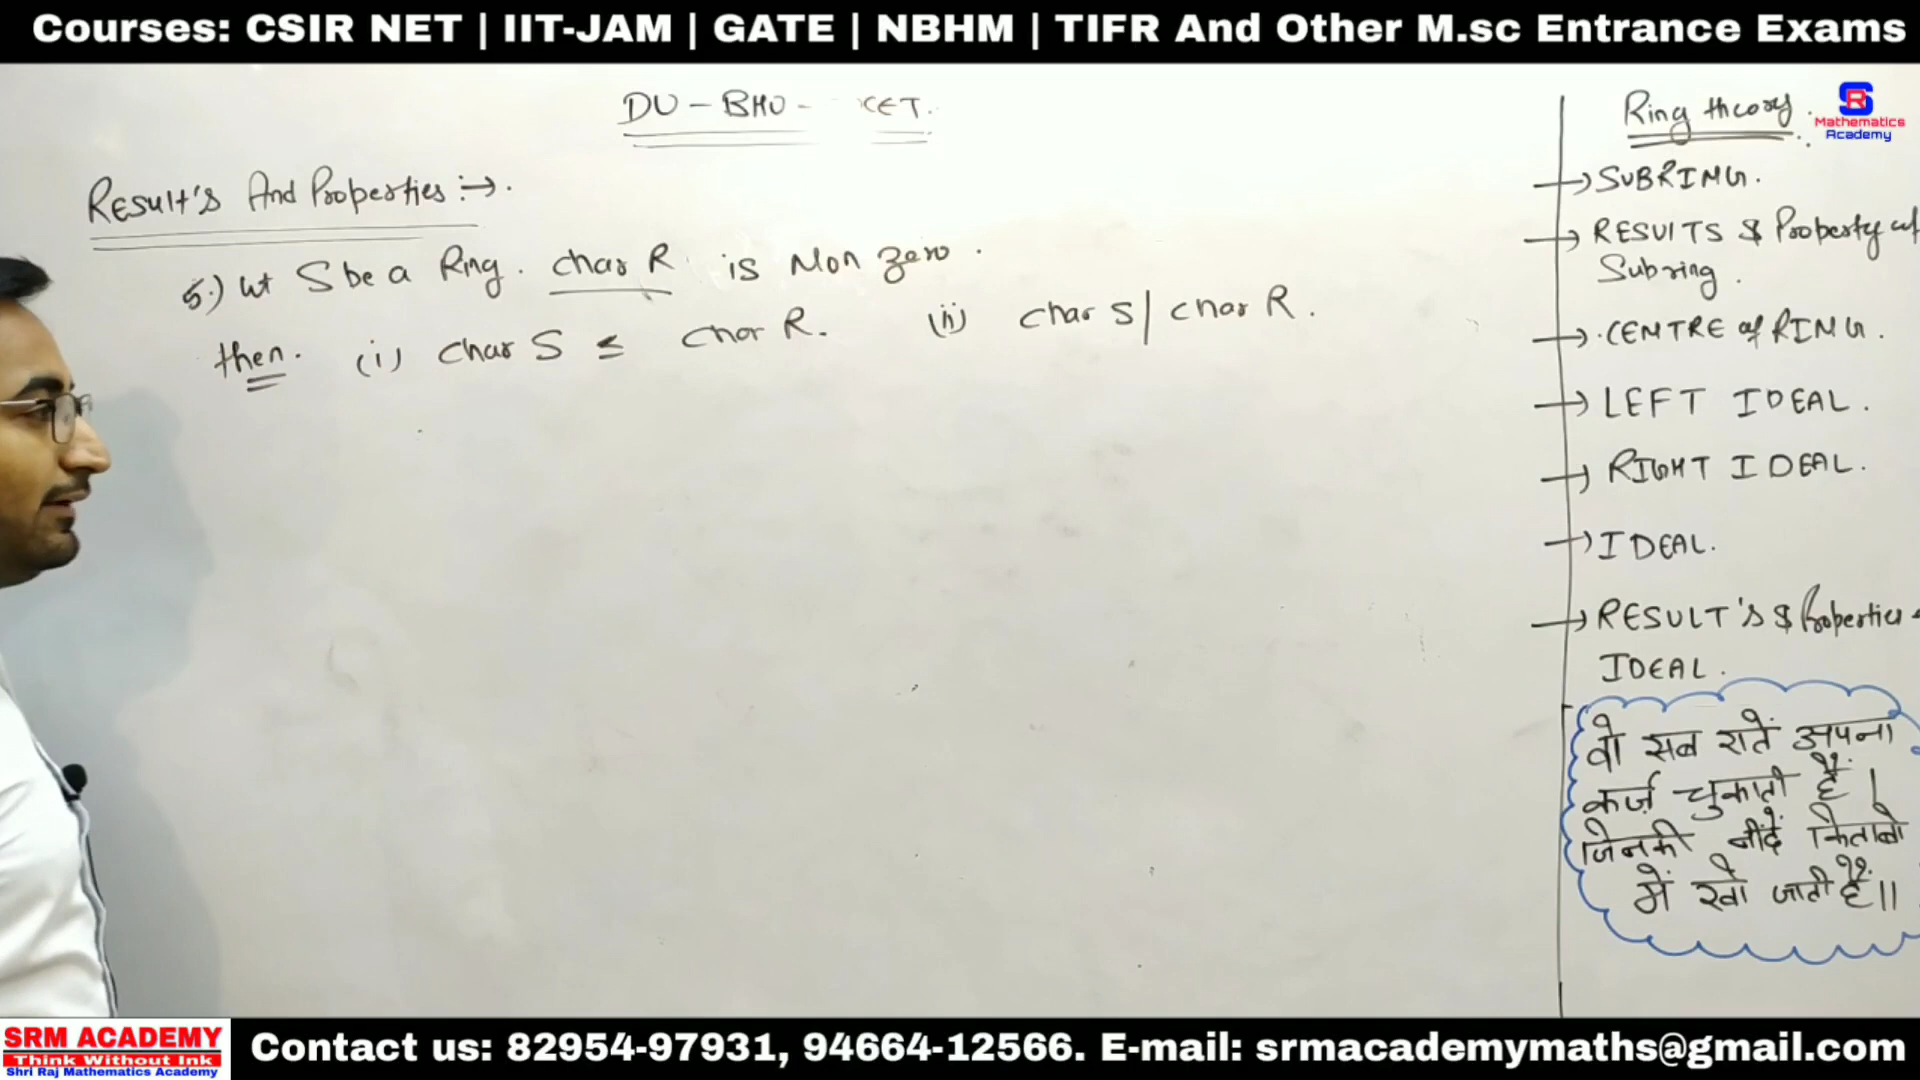 Courses: CSIR NET | IIT-JAM | GATE | NBHM | TIFR And Other M.sc Entrance Exams
DU - BHU - CET.
Result's And Properties :→.
5.) Let S be a Ring. char R is Non zero.
then. (i) char S ≤ char R. (ii) char S | char R.
Ring theory.
SR
Mathematics
Academy
→ SUBRING.
→ RESULTS & Property of
Subring.
→ .CENTRE of RING.
→ LEFT IDEAL.
→ RIGHT IDEAL.
→ IDEAL.
→ RESULT'S & Properties
IDEAL.
वो सब रातें अपना
कर्ज चुकाती हैं।
जिनकी नींदें किताबो
में खो जाती हैं॥
SRM ACADEMY
Think Without Ink
Shri Raj Mathematics Academy
Contact us: 82954-97931, 94664-12566. E-mail: srmacademymaths@gmail.com